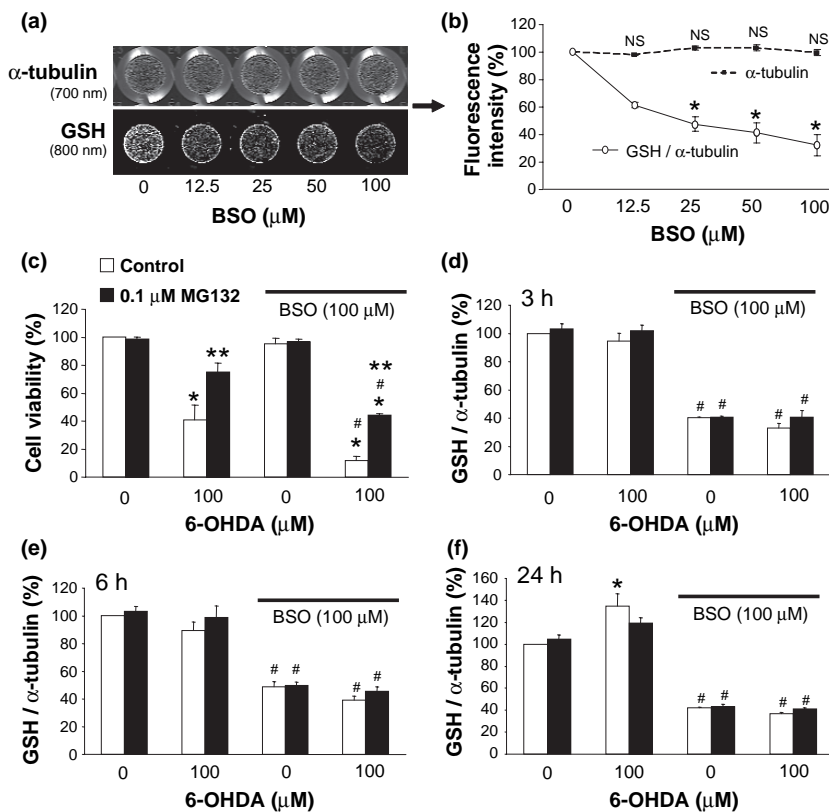 (a)
α-tubulin
(700 nm)
GSH
(800 nm)
0 12.5 25 50 100
BSO (μM)
(b)
Fluorescence
intensity (%)
120
100
80
60
40
20
0
NS NS NS NS
α-tubulin
* * *
GSH / α-tubulin
0 12.5 25 50 100
BSO (μM)
(c)
Control
0.1 μM MG132
BSO (100 μM)
Cell viability (%)
120
100
80
60
40
20
0
* **
**
#
# *
*
0 100 0 100
6-OHDA (μM)
(d)
3 h
BSO (100 μM)
GSH / α-tubulin (%)
120
100
80
60
40
20
0
# # # #
0 100 0 100
6-OHDA (μM)
(e)
6 h
BSO (100 μM)
GSH / α-tubulin (%)
120
100
80
60
40
20
0
# # # #
0 100 0 100
6-OHDA (μM)
(f)
24 h
BSO (100 μM)
GSH / α-tubulin (%)
160
140
120
100
80
60
40
20
0
*
# # # #
0 100 0 100
6-OHDA (μM)